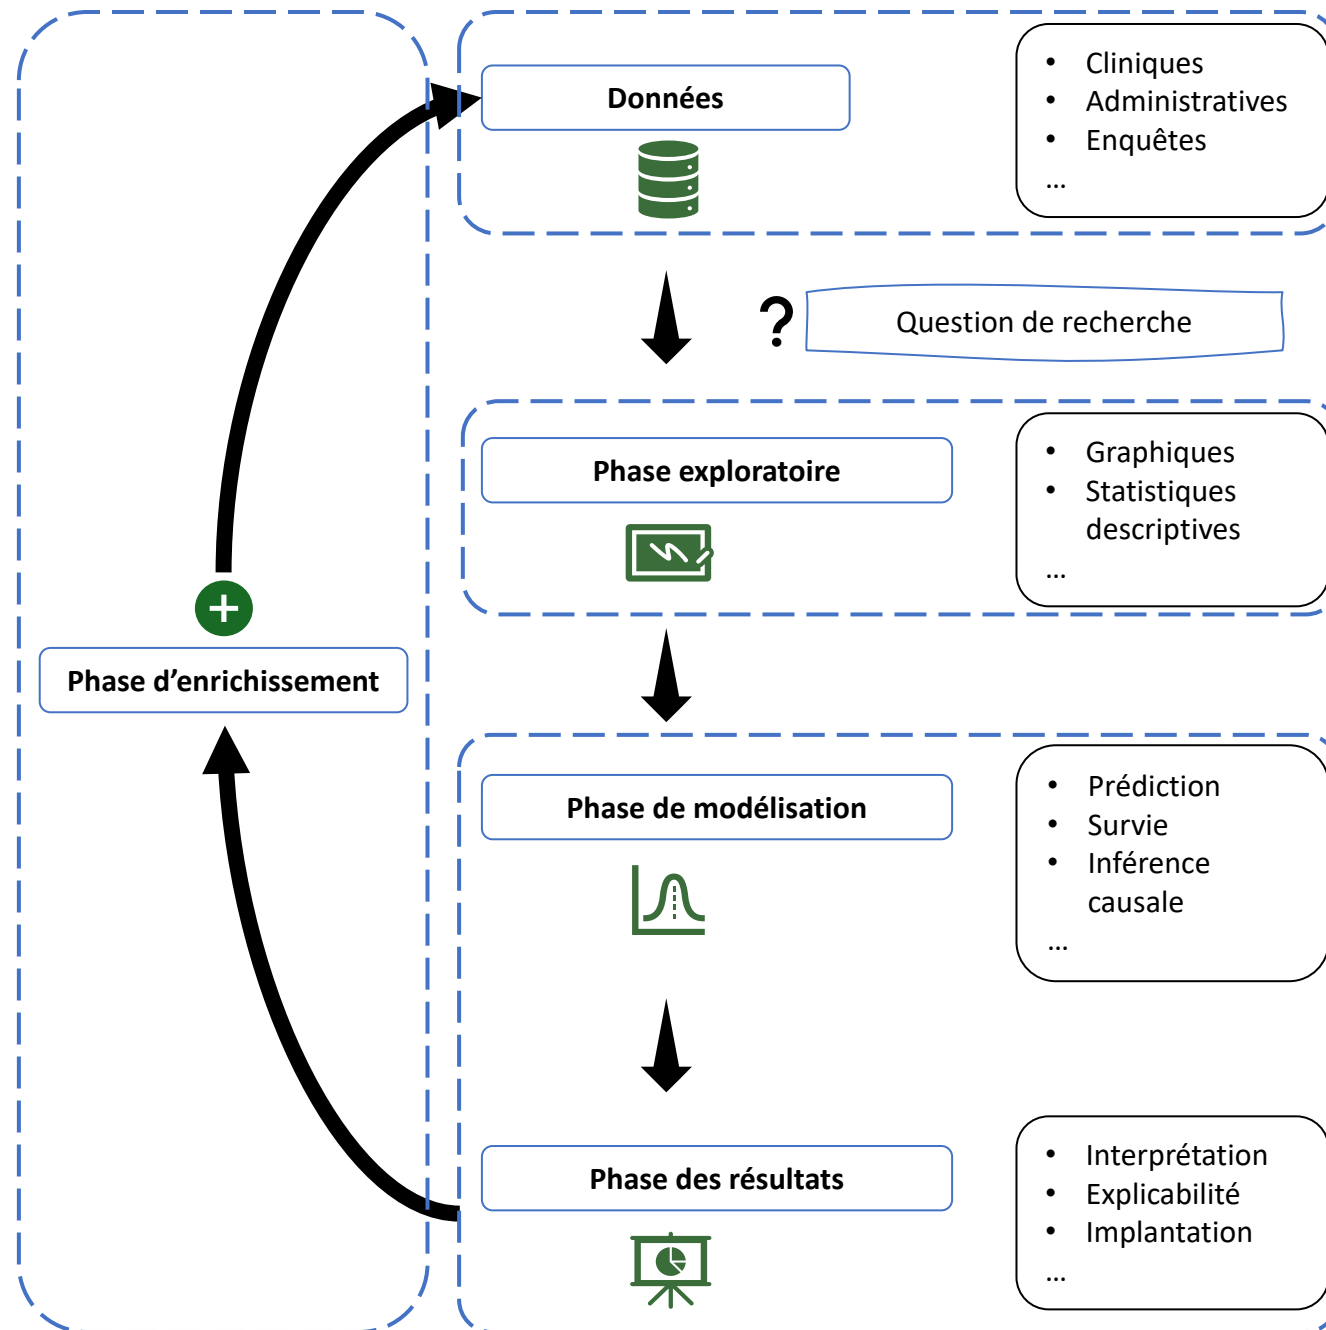 Données
• Cliniques
• Administratives
• Enquêtes
...
? Question de recherche
Phase exploratoire
• Graphiques
• Statistiques
descriptives
...
Phase d’enrichissement
Phase de modélisation
• Prédiction
• Survie
• Inférence
causale
...
Phase des résultats
• Interprétation
• Explicabilité
• Implantation
...